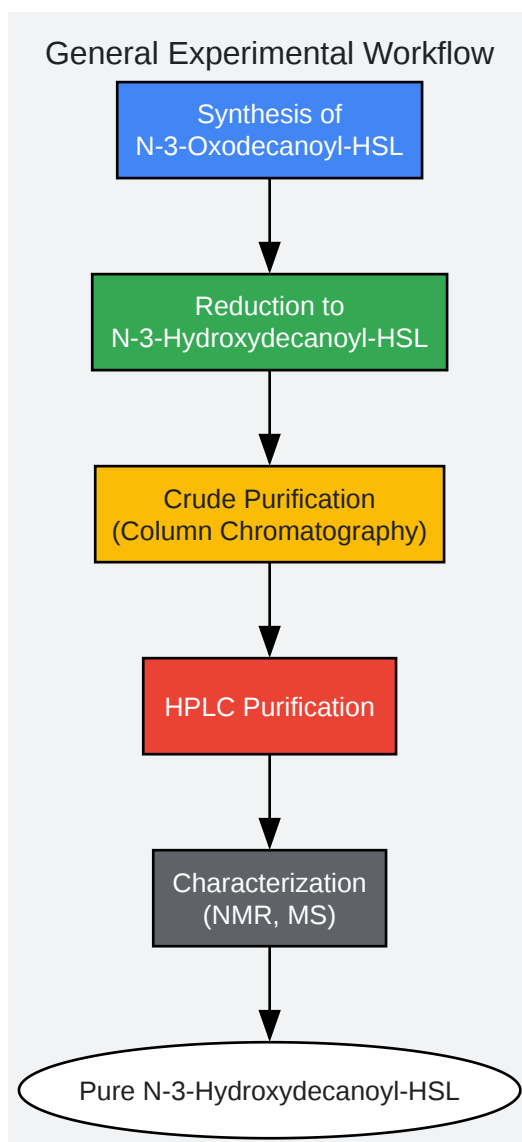 General Experimental Workflow
Synthesis of
N-3-Oxodecanoyl-HSL
Reduction to
N-3-Hydroxydecanoyl-HSL
Crude Purification
(Column Chromatography)
HPLC Purification
Characterization
(NMR, MS)
Pure N-3-Hydroxydecanoyl-HSL